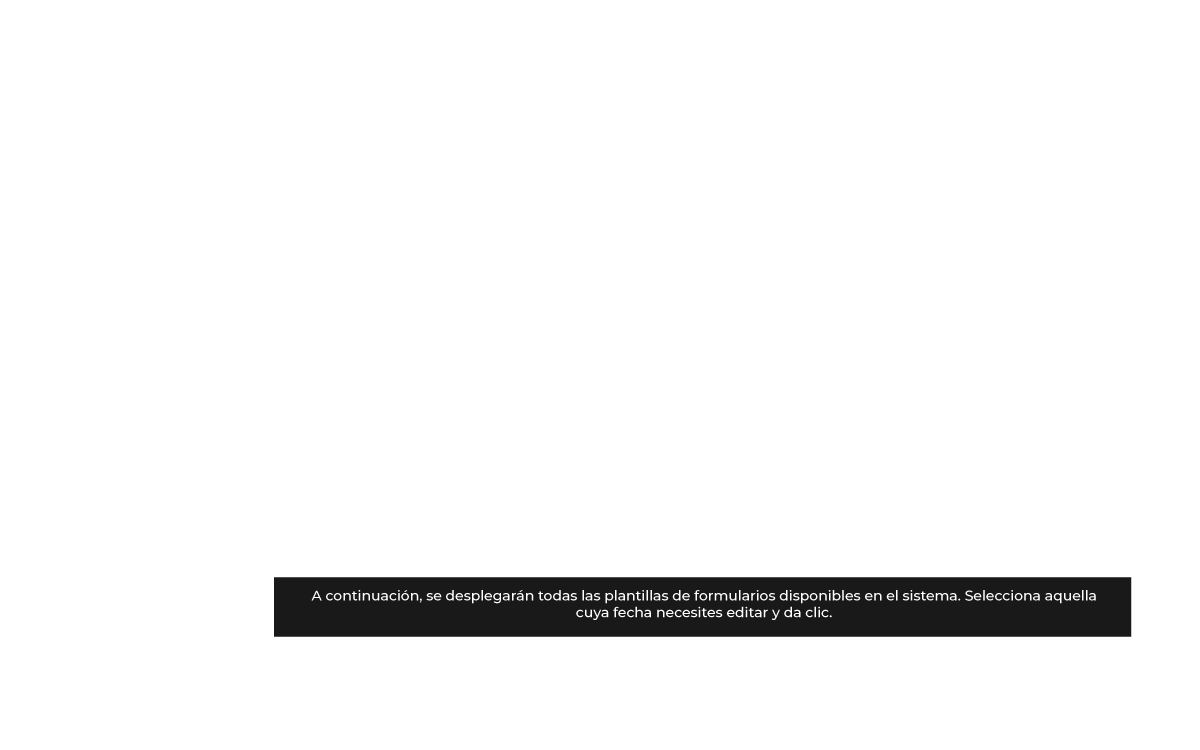 A continuación, se desplegarán todas las plantillas de formularios disponibles en el sistema. Selecciona aquella
cuya fecha necesites editar y da clic.